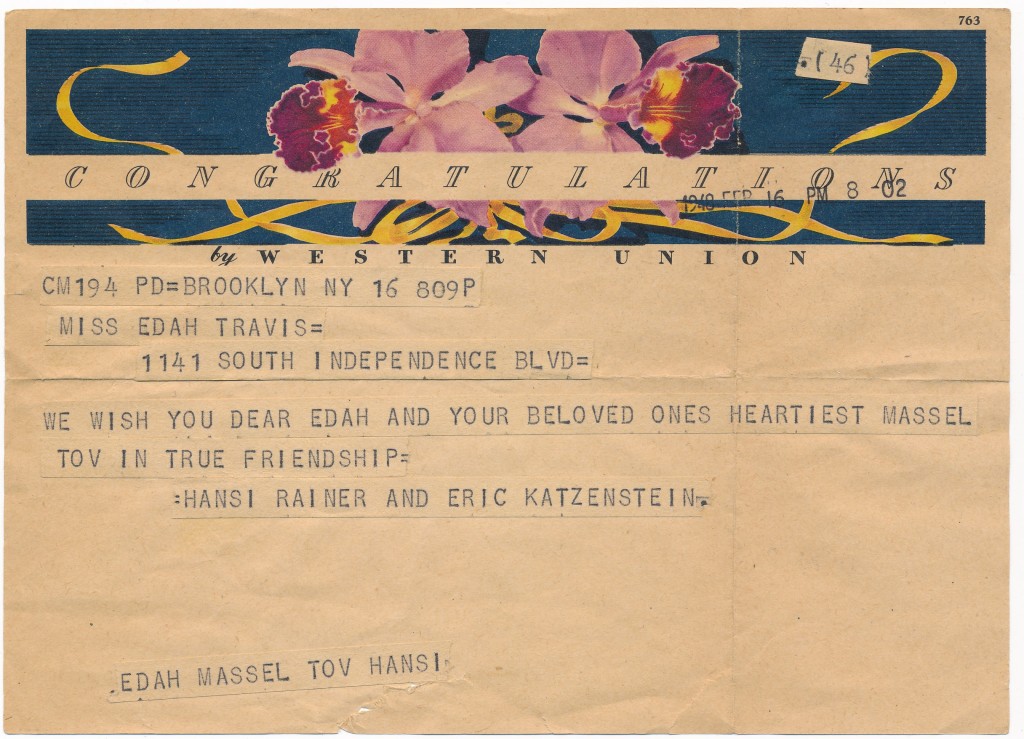 763
(46)
CONGRATULATIONS
1948 FEB 16 PM 8 02
by WESTERN UNION
CM194 PD=BROOKLYN NY 16 809P
MISS EDAH TRAVIS=
1141 SOUTH INDEPENDENCE BLVD=
WE WISH YOU DEAR EDAH AND YOUR BELOVED ONES HEARTIEST MASSEL
TOV IN TRUE FRIENDSHIP=
=HANSI RAINER AND ERIC KATZENSTEIN=.
.EDAH MASSEL TOV HANSI.